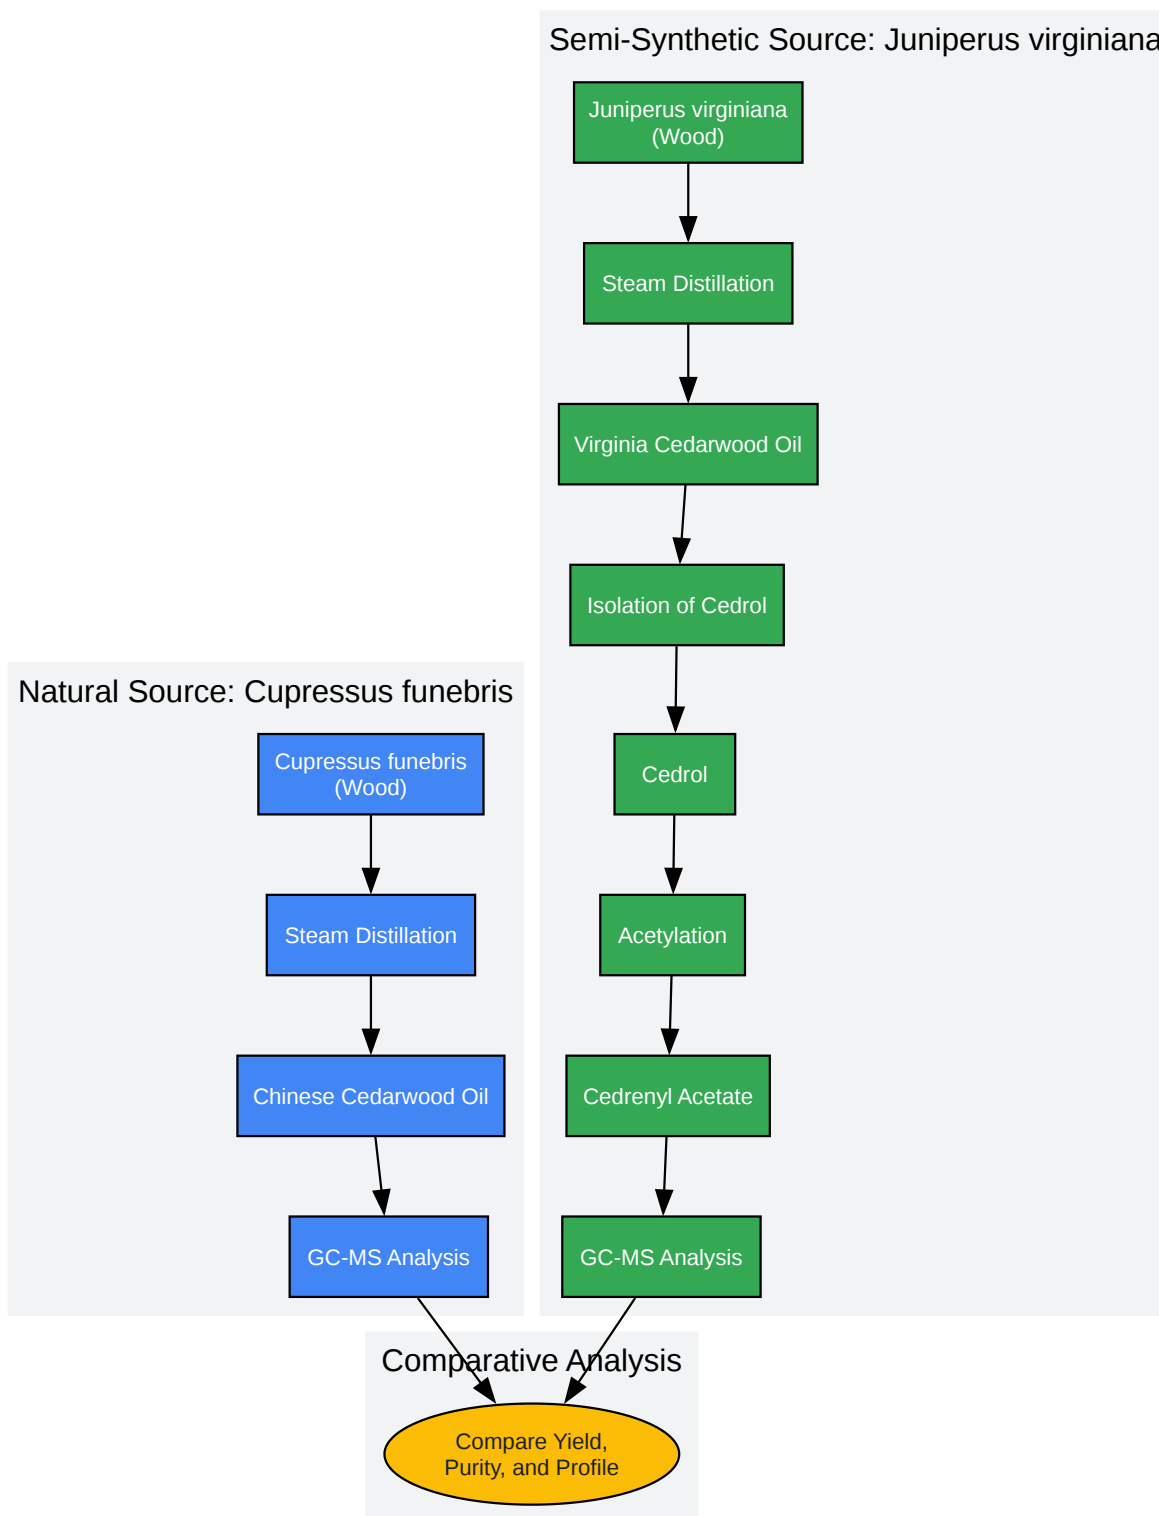 Semi-Synthetic Source: Juniperus virginiana
Juniperus virginiana
(Wood)
Steam Distillation
Virginia Cedarwood Oil
Isolation of Cedrol
Cedrol
Acetylation
Cedrenyl Acetate
GC-MS Analysis
Natural Source: Cupressus funebris
Cupressus funebris
(Wood)
Steam Distillation
Chinese Cedarwood Oil
GC-MS Analysis
Comparative Analysis
Compare Yield,
Purity, and Profile